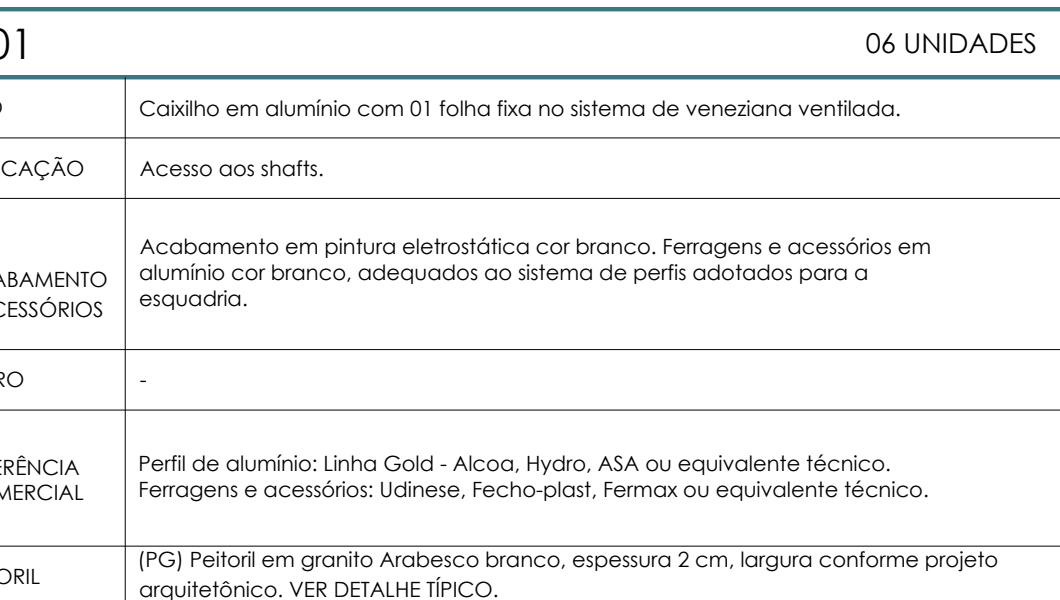 01 06 UNIDADES
O Caixilho em alumínio com 01 folha fixa no sistema de veneziana ventilada.
CAÇÃO Acesso aos shafts.
ABAMENTO
CESSÓRIOS
Acabamento em pintura eletrostática cor branco. Ferragens e acessórios em
alumínio cor branco, adequados ao sistema de perfis adotados para a
esquadria.
RO -
ERÊNCIA
MERCIAL
Perfil de alumínio: Linha Gold - Alcoa, Hydro, ASA ou equivalente técnico.
Ferragens e acessórios: Udinese, Fecho-plast, Fermax ou equivalente técnico.
ORIL
(PG) Peitoril em granito Arabesco branco, espessura 2 cm, largura conforme projeto
arquitetônico. VER DETALHE TÍPICO.